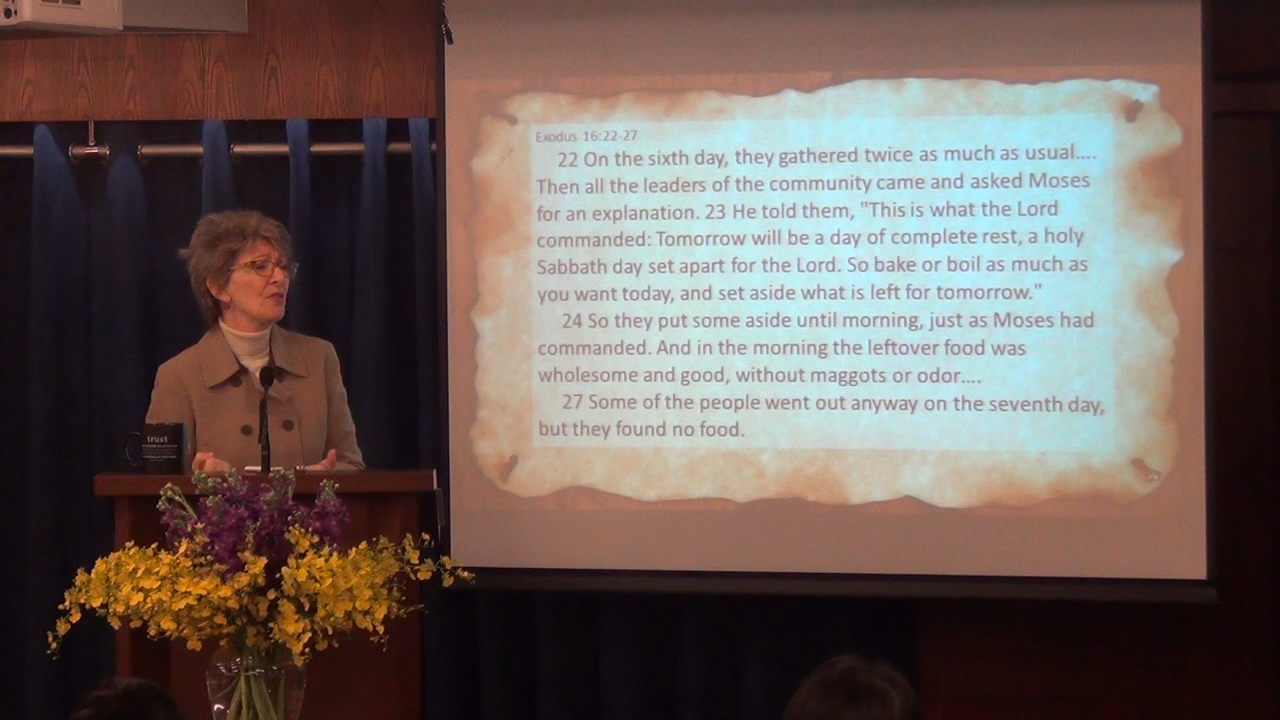 Exodus 16:22-27
22 On the sixth day, they gathered twice as much as usual....
Then all the leaders of the community came and asked Moses
for an explanation. 23 He told them, "This is what the Lord
commanded: Tomorrow will be a day of complete rest, a holy
Sabbath day set apart for the Lord. So bake or boil as much as
you want today, and set aside what is left for tomorrow."
24 So they put some aside until morning, just as Moses had
commanded. And in the morning the leftover food was
wholesome and good, without maggots or odor....
27 Some of the people went out anyway on the seventh day,
but they found no food.
trust